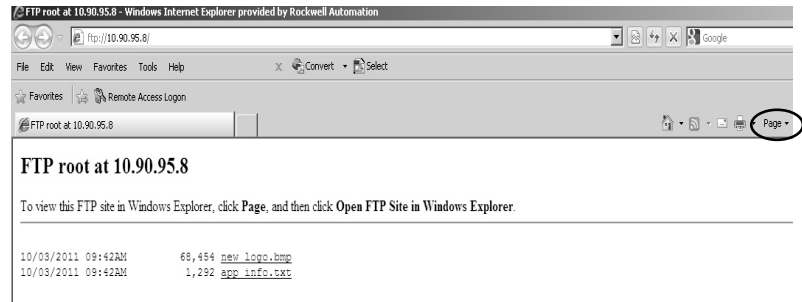 FTP root at 10.90.95.8 - Windows Internet Explorer provided by Rockwell Automation
ftp://10.90.95.8/
Google
File Edit View Favorites Tools Help x Convert Select
Favorites Remote Access Logon
FTP root at 10.90.95.8
Page
FTP root at 10.90.95.8
To view this FTP site in Windows Explorer, click Page, and then click Open FTP Site in Windows Explorer.
10/03/2011 09:42AM 68,454 new logo.bmp
10/03/2011 09:42AM 1,292 app info.txt